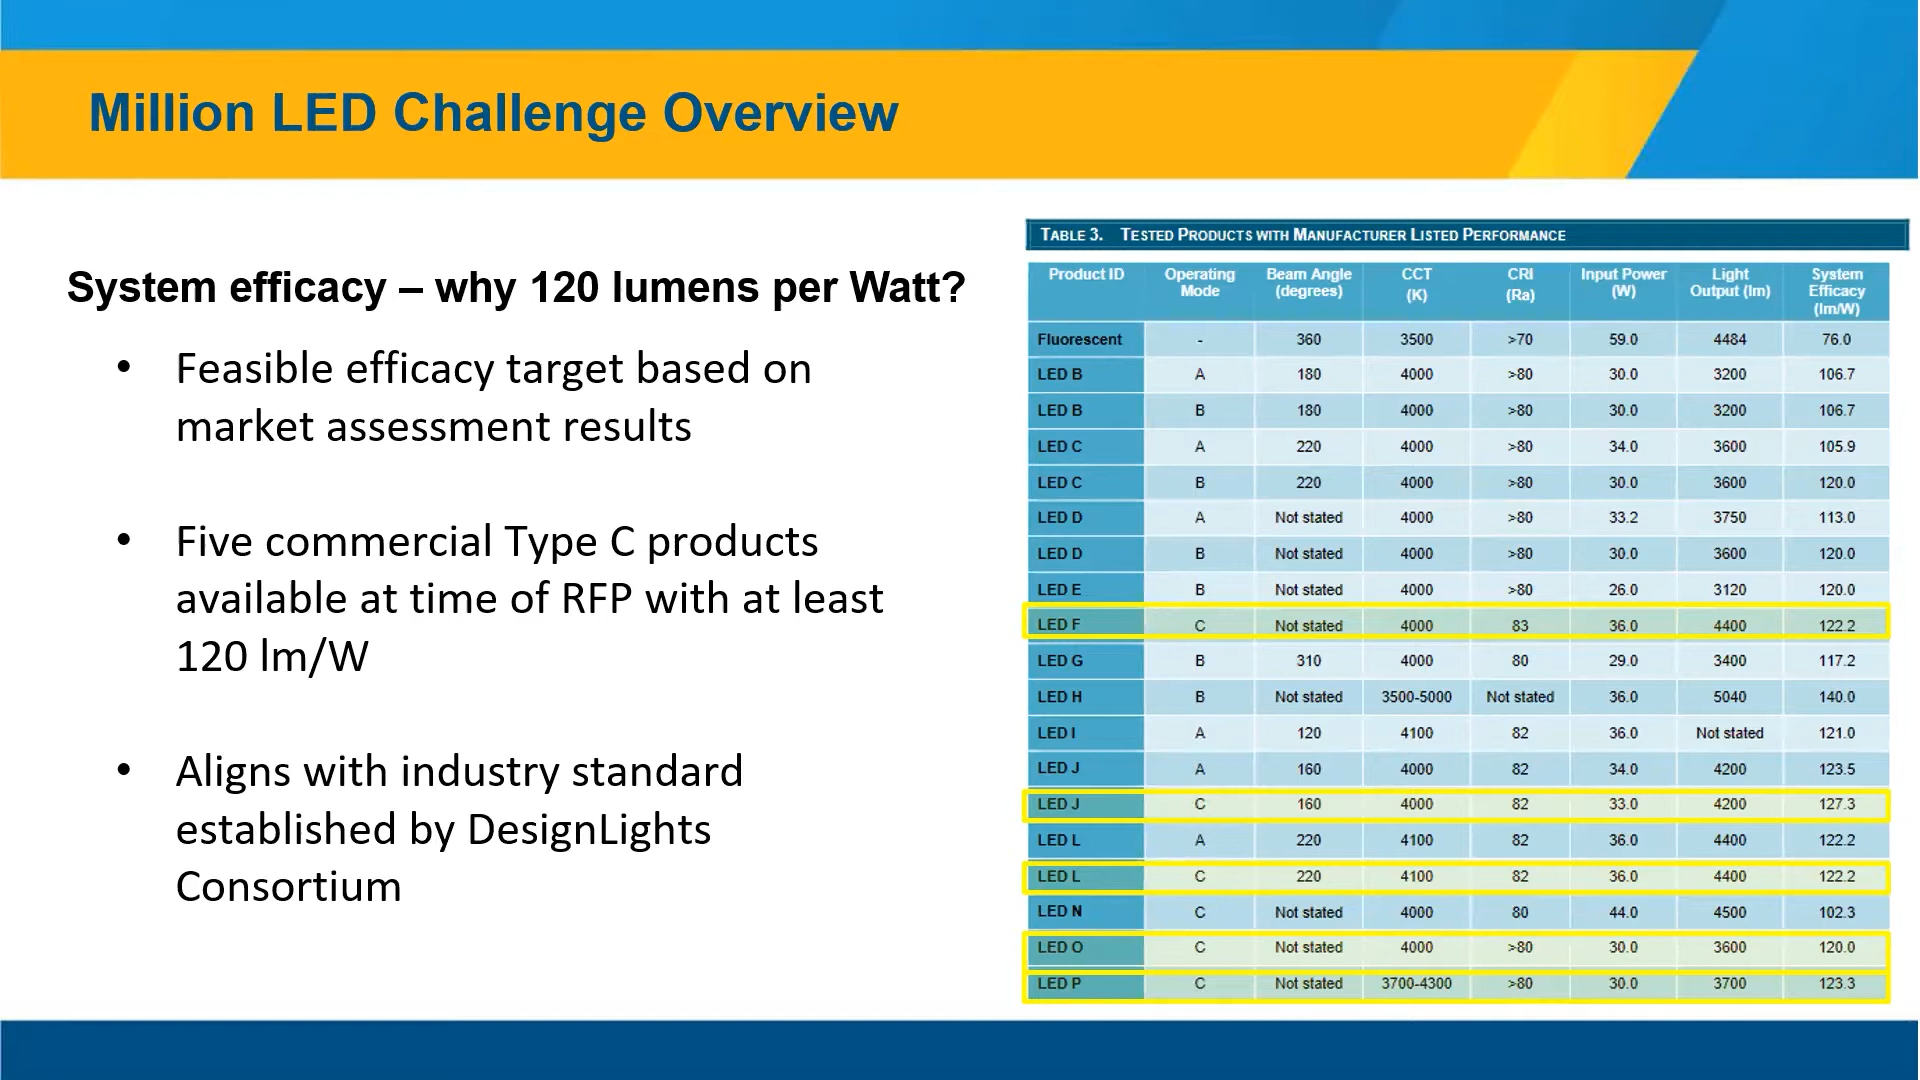 Million LED Challenge Overview
System efficacy – why 120 lumens per Watt?
• Feasible efficacy target based on
market assessment results
• Five commercial Type C products
available at time of RFP with at least
120 lm/W
• Aligns with industry standard
established by DesignLights
Consortium
TABLE 3. TESTED PRODUCTS WITH MANUFACTURER LISTED PERFORMANCE
Product ID Operating Mode Beam Angle (degrees) CCT (K) CRI (Ra) Input Power (W) Light Output (lm) System Efficacy (lm/W)
Fluorescent - 360 3500 >70 59.0 4484 76.0
LED B A 180 4000 >80 30.0 3200 106.7
LED B B 180 4000 >80 30.0 3200 106.7
LED C A 220 4000 >80 34.0 3600 105.9
LED C B 220 4000 >80 30.0 3600 120.0
LED D A Not stated 4000 >80 33.2 3750 113.0
LED D B Not stated 4000 >80 30.0 3600 120.0
LED E B Not stated 4000 >80 26.0 3120 120.0
LED F C Not stated 4000 83 36.0 4400 122.2
LED G B 310 4000 80 29.0 3400 117.2
LED H B Not stated 3500-5000 Not stated 36.0 5040 140.0
LED I A 120 4100 82 36.0 Not stated 121.0
LED J A 160 4000 82 34.0 4200 123.5
LED J C 160 4000 82 33.0 4200 127.3
LED L A 220 4100 82 36.0 4400 122.2
LED L C 220 4100 82 36.0 4400 122.2
LED N C Not stated 4000 80 44.0 4500 102.3
LED O C Not stated 4000 >80 30.0 3600 120.0
LED P C Not stated 3700-4300 >80 30.0 3700 123.3